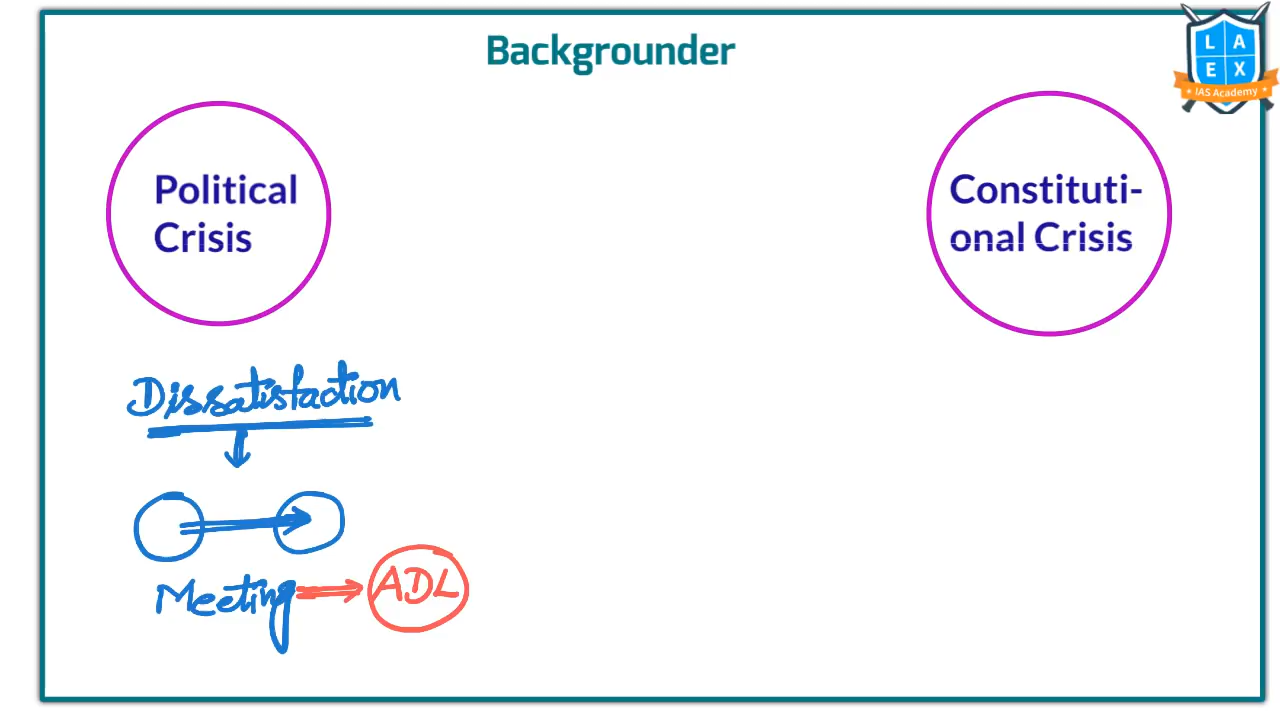 Backgrounder
L A
E X
IAS Academy
Political
Crisis
Constituti-
onal Crisis
Dissatisfaction
Meeting
ADL